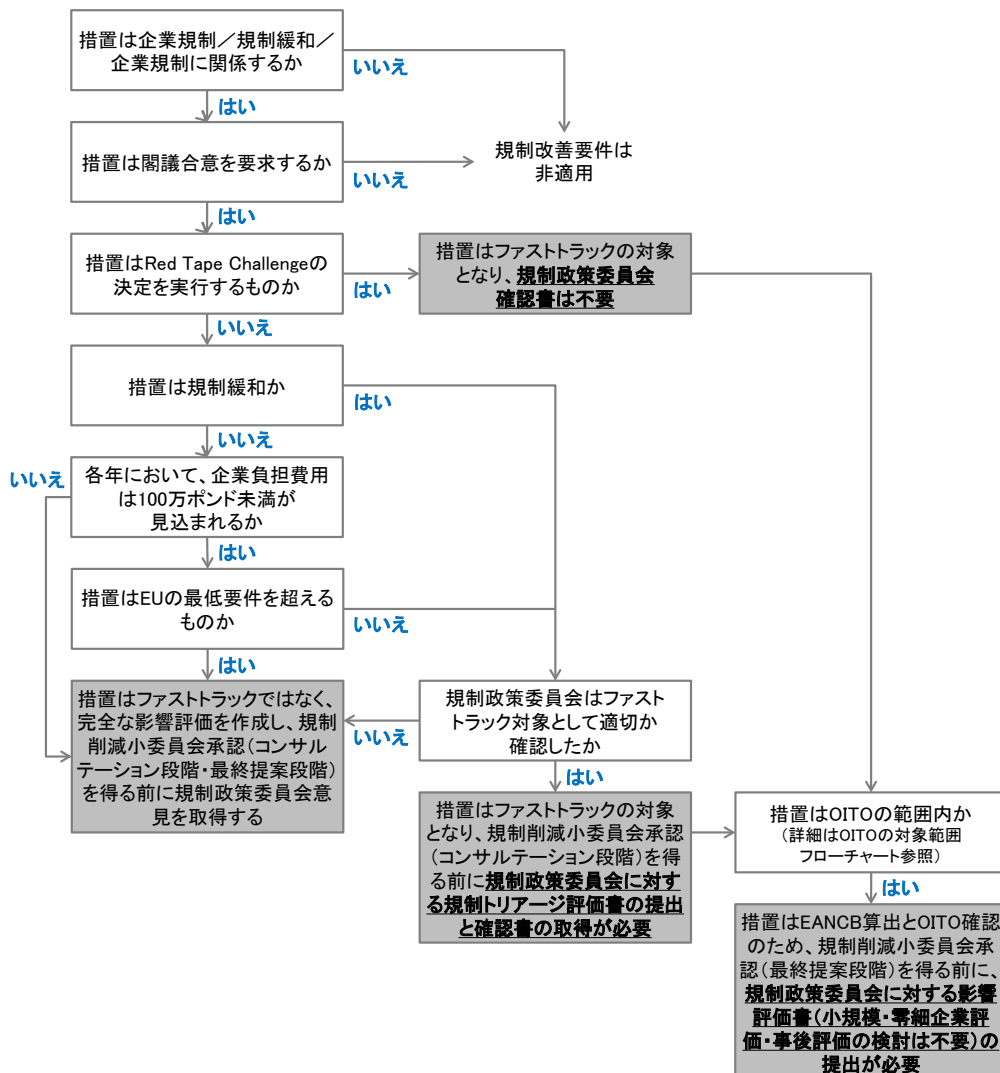 措置は企業規制／規制緩和／
企業規制に関係するか
いいえ
はい
措置は閣議合意を要求するか
いいえ
規制改善要件は
非適用
はい
措置はRed Tape Challengeの
決定を実行するものか
はい
措置はファストトラックの対象
となり、規制政策委員会
確認書は不要
いいえ
措置は規制緩和か
はい
いいえ
いいえ
各年において、企業負担費用
は100万ポンド未満が
見込まれるか
はい
措置はEUの最低要件を超える
ものか
いいえ
はい
措置はファストトラックではなく、
完全な影響評価を作成し、規制
削減小委員会承認（コンサル
テーション段階・最終提案段階）
を得る前に規制政策委員会意
見を取得する
規制政策委員会はファスト
トラック対象として適切か
確認したか
いいえ
はい
措置はファストトラックの対象
となり、規制削減小委員会承認
（コンサルテーション段階）を得
る前に規制政策委員会に対す
る規制トリアージ評価書の提出
と確認書の取得が必要
措置はOITOの範囲内か
（詳細はOITOの対象範囲
フローチャート参照）
はい
措置はEANCB算出とOITO確認
のため、規制削減小委員会承
認（最終提案段階）を得る前に、
規制政策委員会に対する影響
評価書（小規模・零細企業評
価・事後評価の検討は不要）の
提出が必要